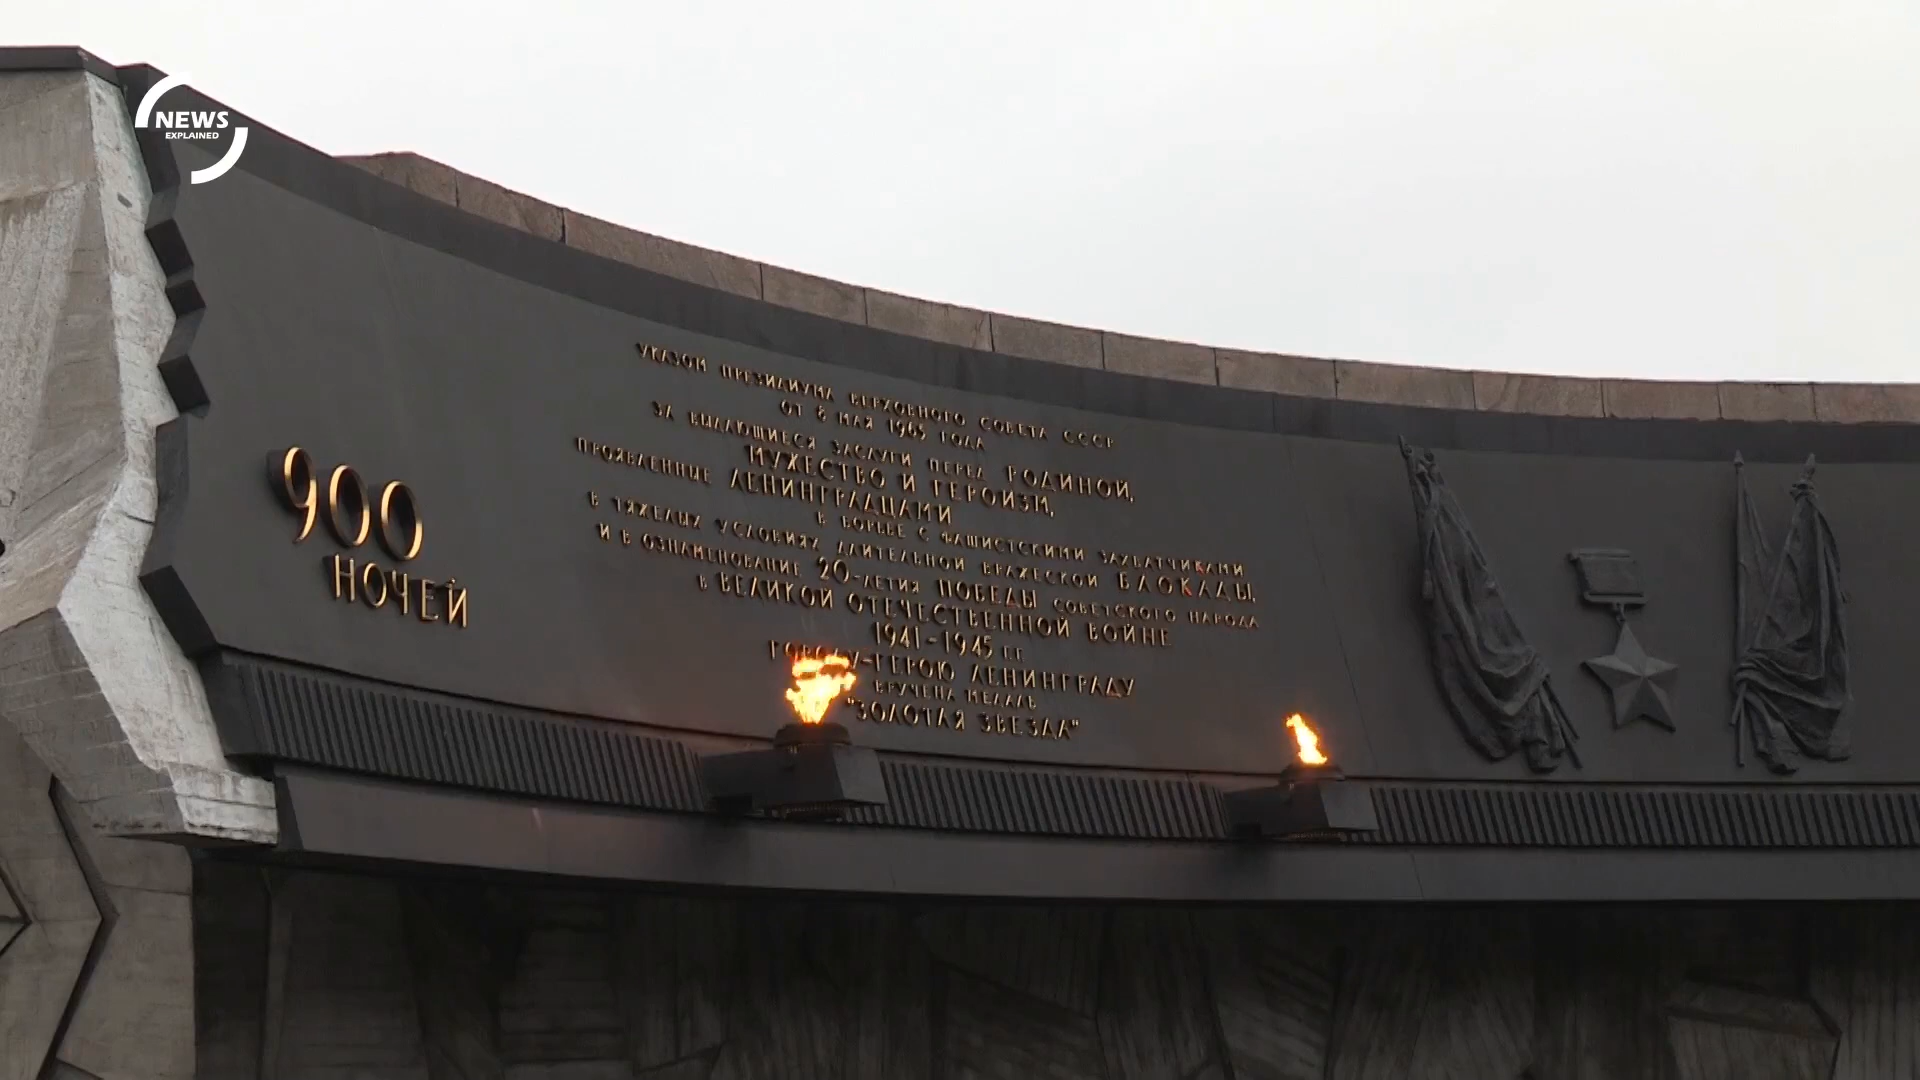 NEWS
EXPLAINED
900
НОЧЕЙ
УКАЗОМ ПРЕЗИДИУМА ВЕРХОВНОГО СОВЕТА СССР
ОТ 8 МАЯ 1965 ГОДА
ЗА ВЫДАЮЩИЕСЯ ЗАСЛУГИ ПЕРЕД РОДИНОЙ,
МУЖЕСТВО И ГЕРОИЗМ,
ПРОЯВЛЕННЫЕ ЛЕНИНГРАДЦАМИ
В БОРЬБЕ С ФАШИСТСКИМИ ЗАХВАТЧИКАМИ
В ТЯЖЕЛЫХ УСЛОВИЯХ ДЛИТЕЛЬНОЙ ВРАЖЕСКОЙ БЛОКАДЫ,
И В ОЗНАМЕНОВАНИЕ 20-ЛЕТИЯ ПОБЕДЫ СОВЕТСКОГО НАРОДА
В ВЕЛИКОЙ ОТЕЧЕСТВЕННОЙ ВОЙНЕ
1941-1945 ГГ.
ГОРОДУ-ГЕРОЮ ЛЕНИНГРАДУ
ВРУЧЕНА МЕДАЛЬ
"ЗОЛОТАЯ ЗВЕЗДА"